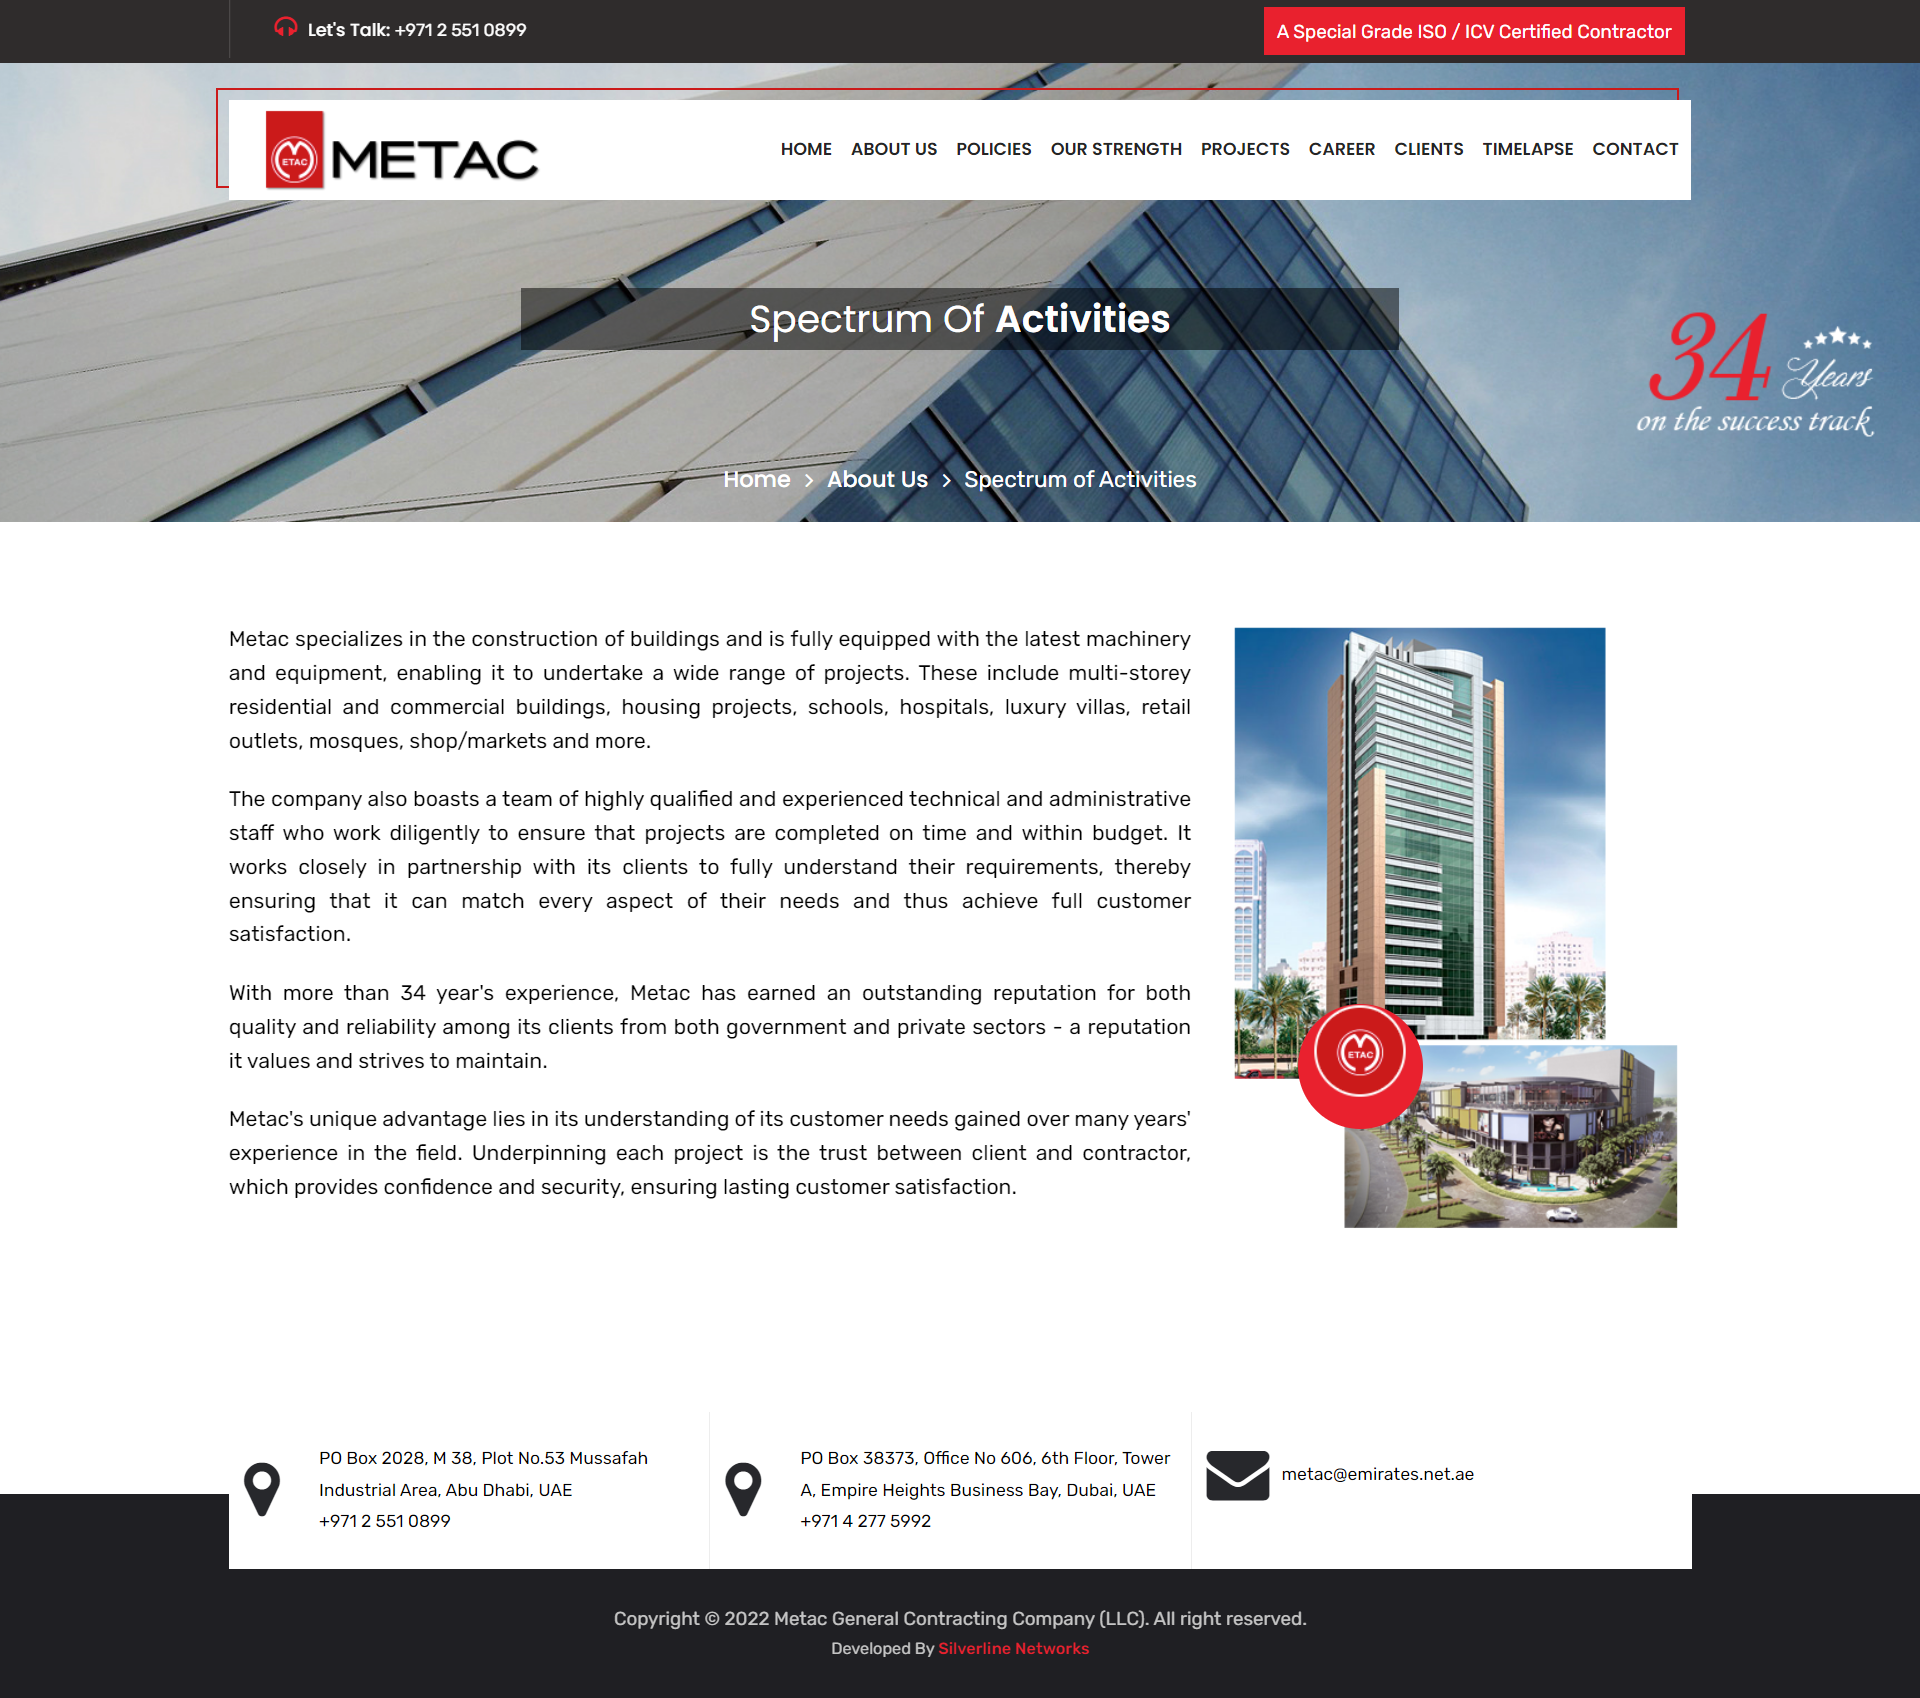 Let's Talk: +971 2 551 0899
A Special Grade ISO / ICV Certified Contractor
ETAC
METAC
HOME ABOUT US POLICIES OUR STRENGTH PROJECTS CAREER CLIENTS TIMELAPSE CONTACT
Spectrum Of Activities
34 Years
on the success track
Home > About Us > Spectrum of Activities
Metac specializes in the construction of buildings and is fully equipped with the latest machinery
and equipment, enabling it to undertake a wide range of projects. These include multi-storey
residential and commercial buildings, housing projects, schools, hospitals, luxury villas, retail
outlets, mosques, shop/markets and more.
The company also boasts a team of highly qualified and experienced technical and administrative
staff who work diligently to ensure that projects are completed on time and within budget. It
works closely in partnership with its clients to fully understand their requirements, thereby
ensuring that it can match every aspect of their needs and thus achieve full customer
satisfaction.
With more than 34 year's experience, Metac has earned an outstanding reputation for both
quality and reliability among its clients from both government and private sectors - a reputation
it values and strives to maintain.
Metac's unique advantage lies in its understanding of its customer needs gained over many years'
experience in the field. Underpinning each project is the trust between client and contractor,
which provides confidence and security, ensuring lasting customer satisfaction.
ETAC
PO Box 2028, M 38, Plot No.53 Mussafah
Industrial Area, Abu Dhabi, UAE
+971 2 551 0899
PO Box 38373, Office No 606, 6th Floor, Tower
A, Empire Heights Business Bay, Dubai, UAE
+971 4 277 5992
metac@emirates.net.ae
Copyright © 2022 Metac General Contracting Company (LLC). All right reserved.
Developed By Silverline Networks